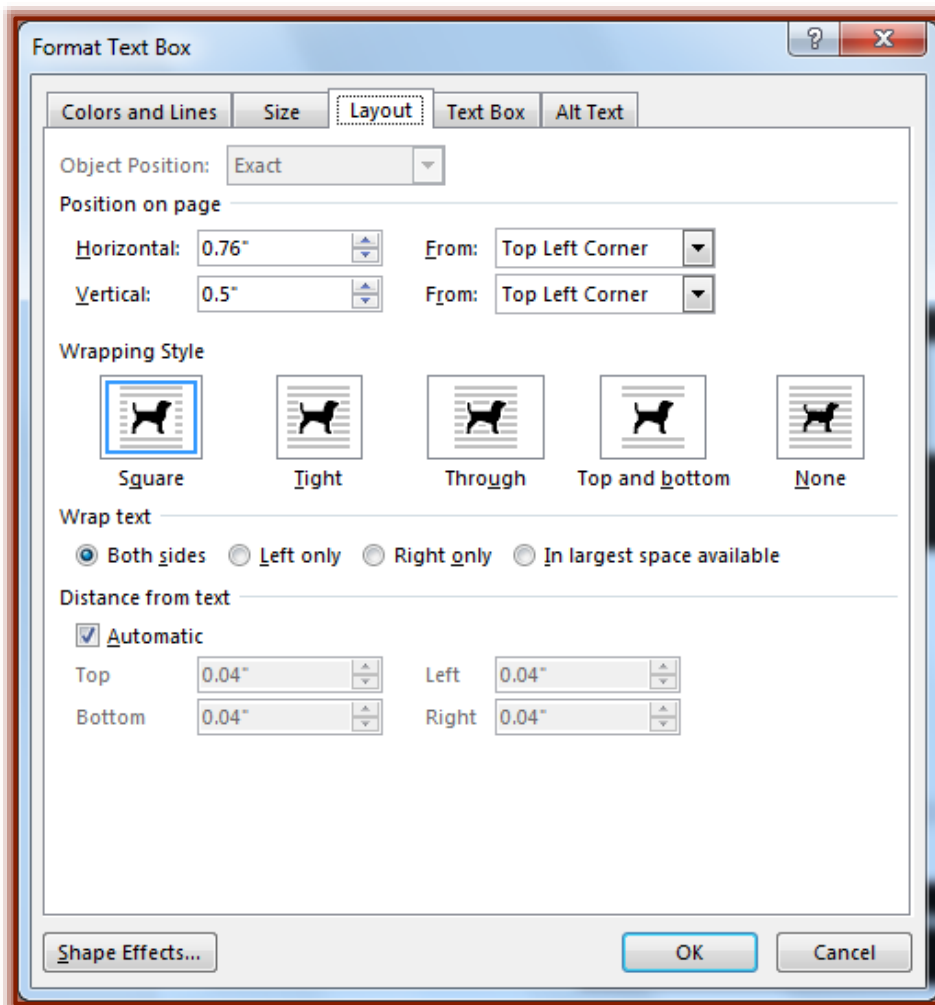 Format Text Box
?
X
Colors and Lines Size Layout Text Box Alt Text
Object Position: Exact
Position on page
Horizontal: 0.76" From: Top Left Corner
Vertical: 0.5" From: Top Left Corner
Wrapping Style
Square Tight Through Top and bottom None
Wrap text
Both sides Left only Right only In largest space available
Distance from text
Automatic
Top 0.04" Left 0.04"
Bottom 0.04" Right 0.04"
Shape Effects... OK Cancel